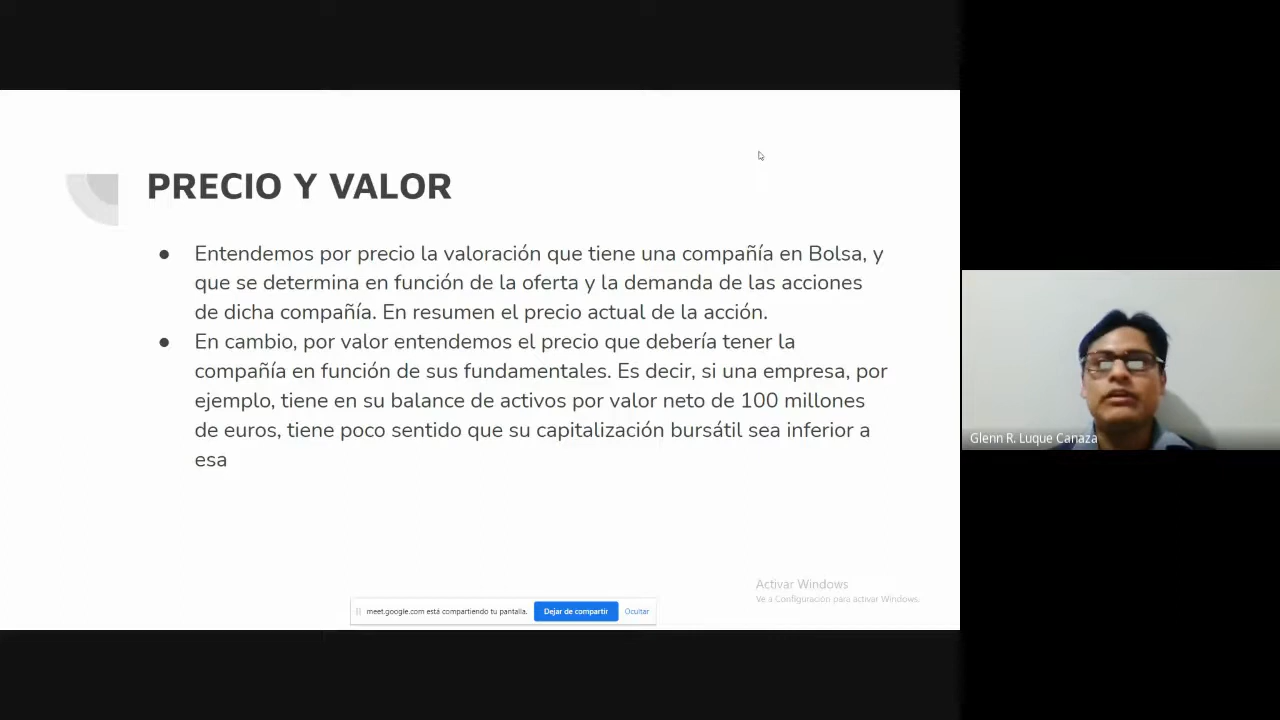 PRECIO Y VALOR
● Entendemos por precio la valoración que tiene una compañía en Bolsa, y
que se determina en función de la oferta y la demanda de las acciones
de dicha compañía. En resumen el precio actual de la acción.
● En cambio, por valor entendemos el precio que debería tener la
compañía en función de sus fundamentales. Es decir, si una empresa, por
ejemplo, tiene en su balance de activos por valor neto de 100 millones
de euros, tiene poco sentido que su capitalización bursátil sea inferior a
esa
Glenn R. Luque Canaza
Activar Windows
Ve a Configuración para activar Windows.
meet.google.com está compartiendo tu pantalla. Dejar de compartir Ocultar